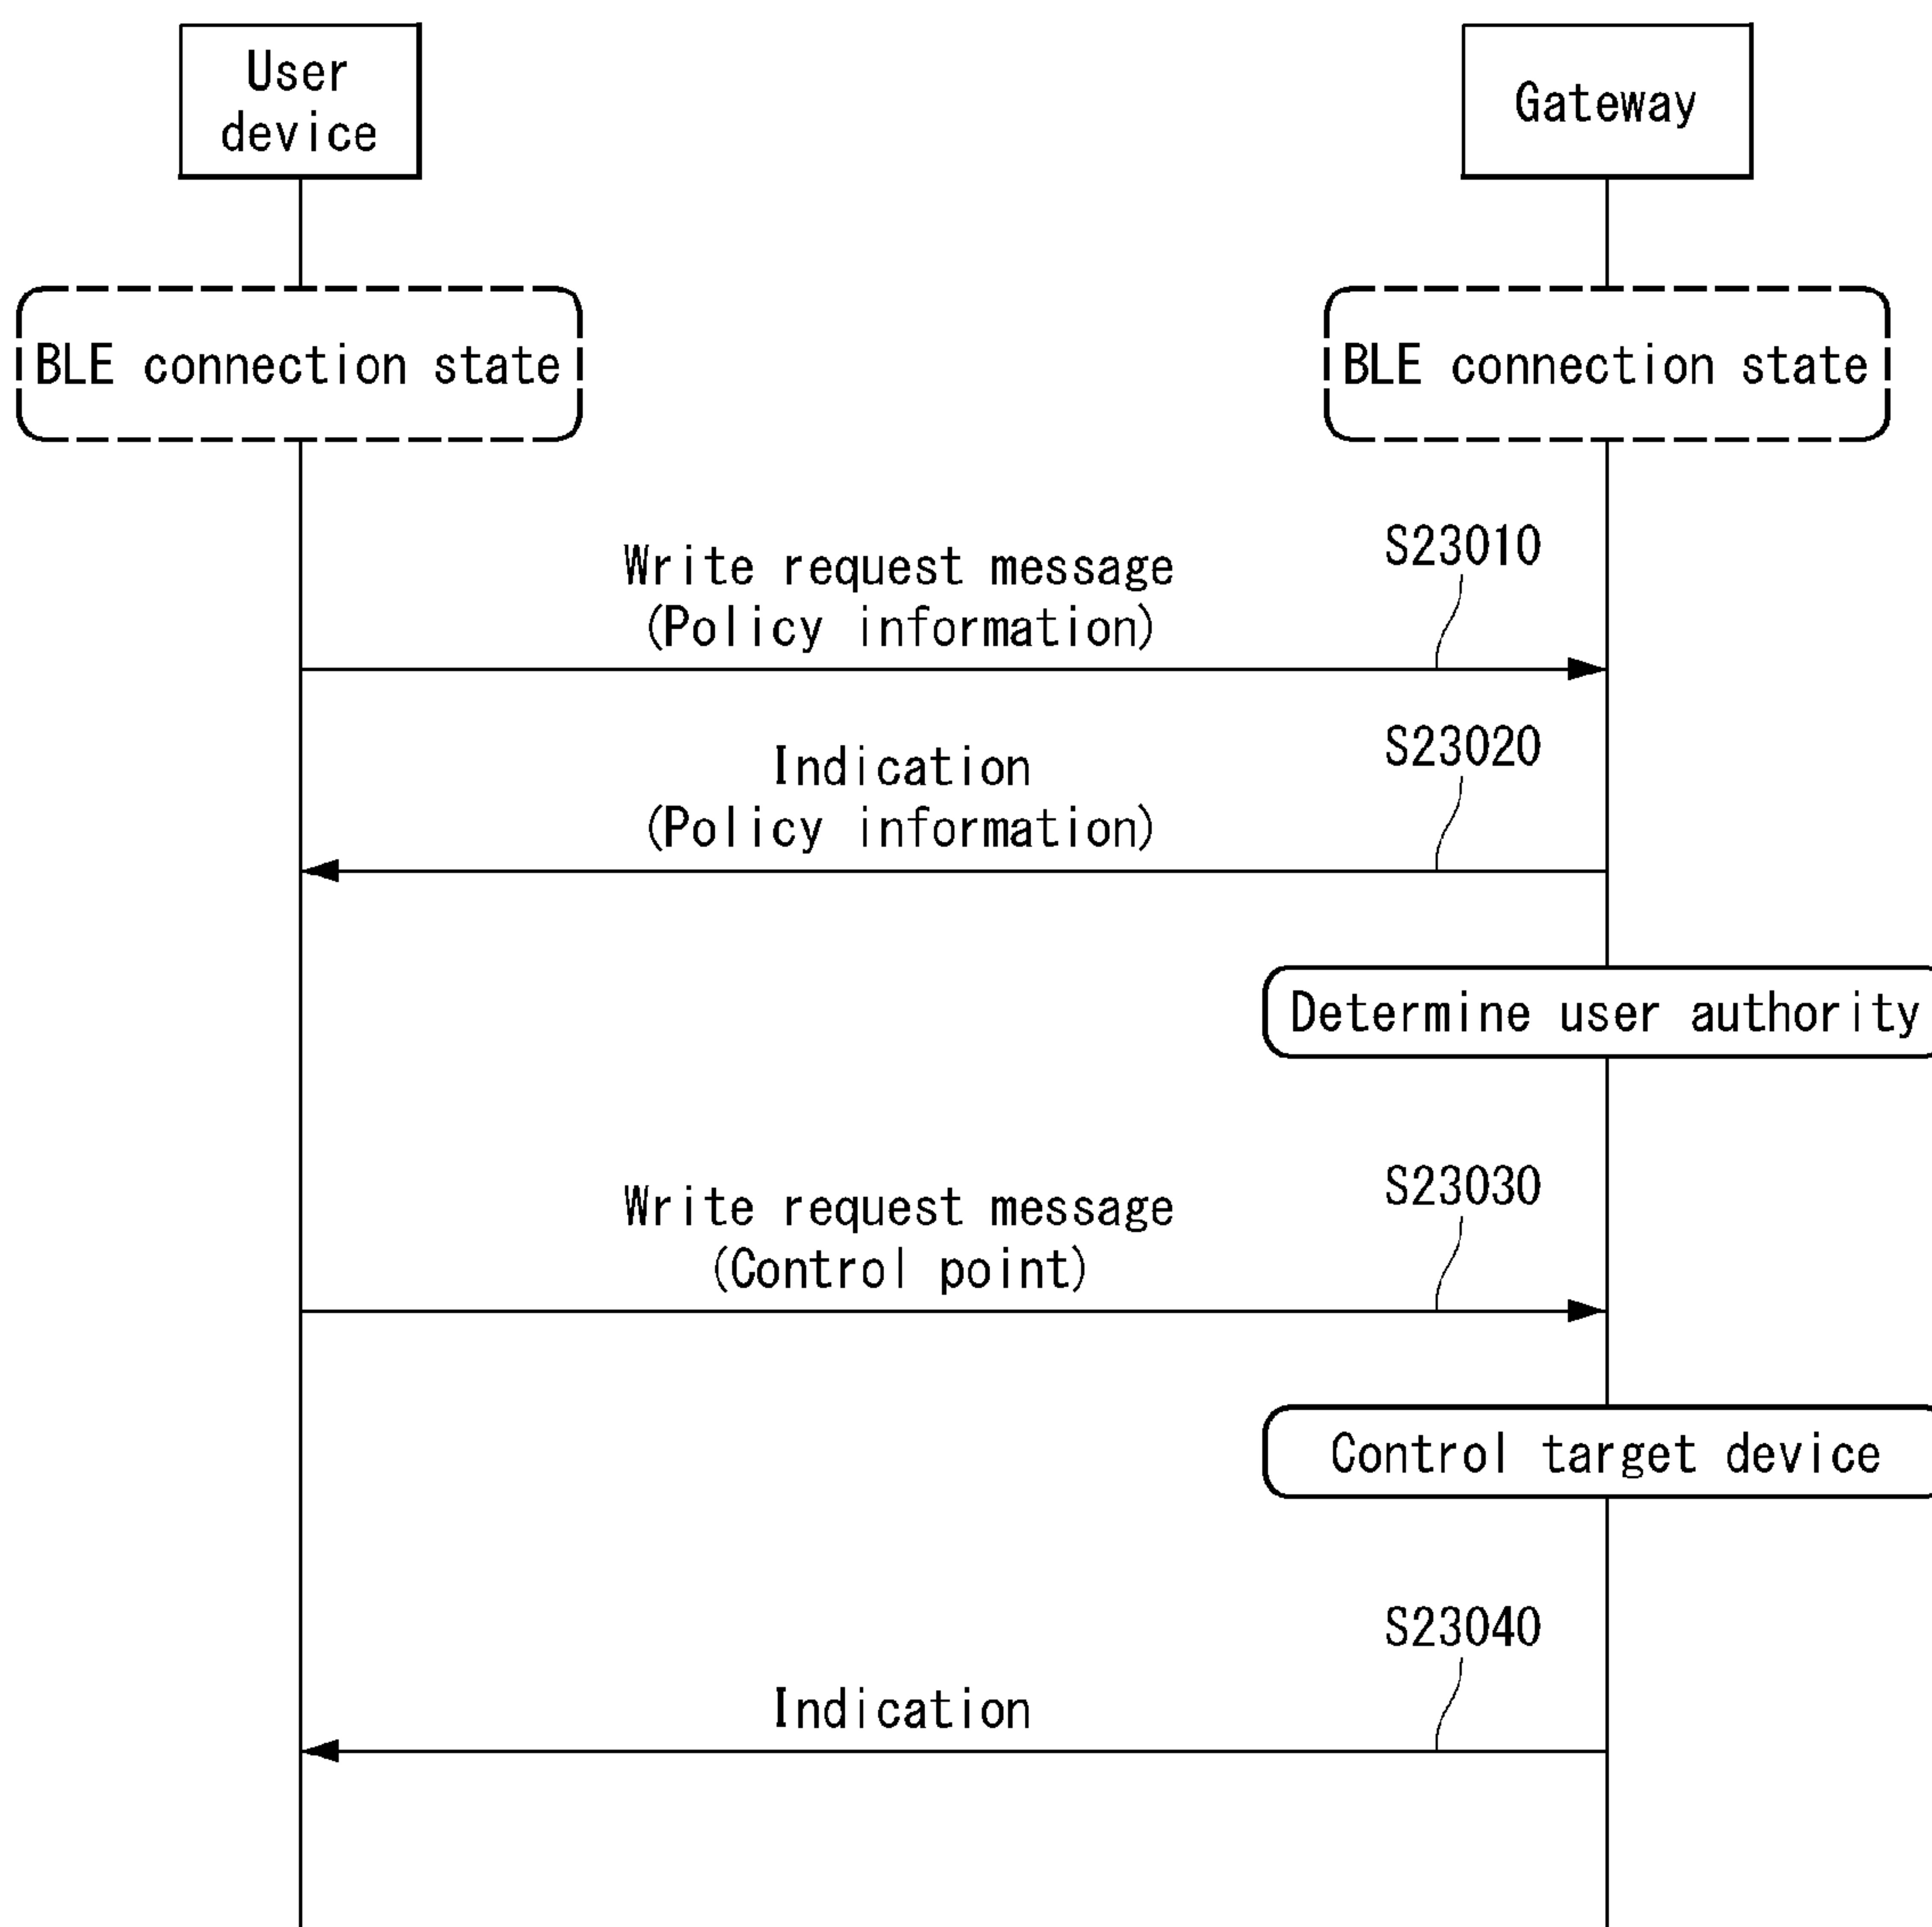 User
device
Gateway
BLE connection state
BLE connection state
Write request message
(Policy information)
S23010
Indication
(Policy information)
S23020
Determine user authority
Write request message
(Control point)
S23030
Control target device
S23040
Indication